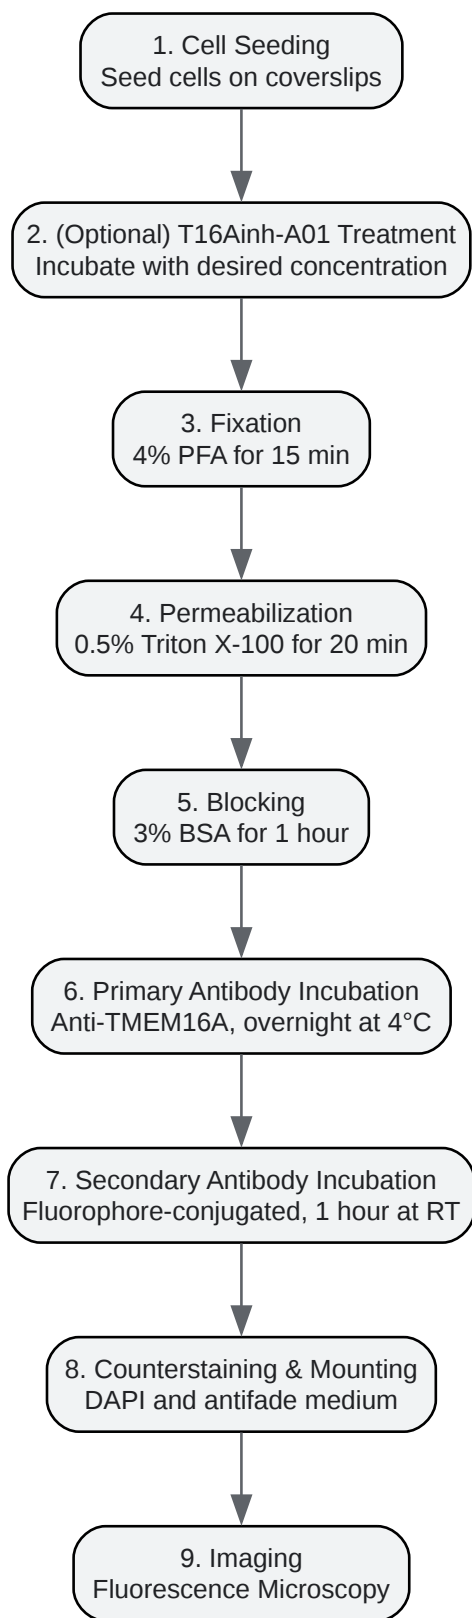 1. Cell Seeding
Seed cells on coverslips
2. (Optional) T16Ainh-A01 Treatment
Incubate with desired concentration
3. Fixation
4% PFA for 15 min
4. Permeabilization
0.5% Triton X-100 for 20 min
5. Blocking
3% BSA for 1 hour
6. Primary Antibody Incubation
Anti-TMEM16A, overnight at 4°C
7. Secondary Antibody Incubation
Fluorophore-conjugated, 1 hour at RT
8. Counterstaining & Mounting
DAPI and antifade medium
9. Imaging
Fluorescence Microscopy